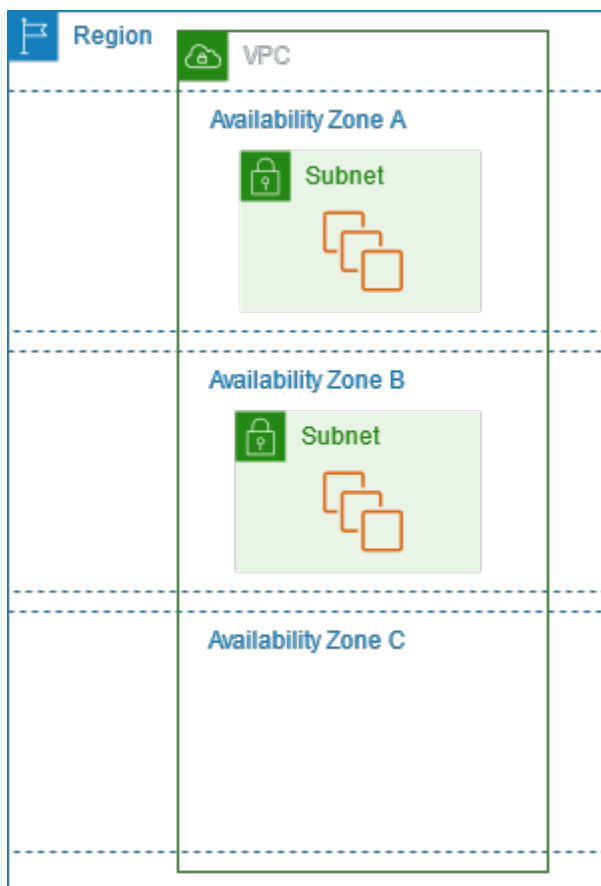 Region
VPC
Availability Zone A
Subnet
Availability Zone B
Subnet
Availability Zone C